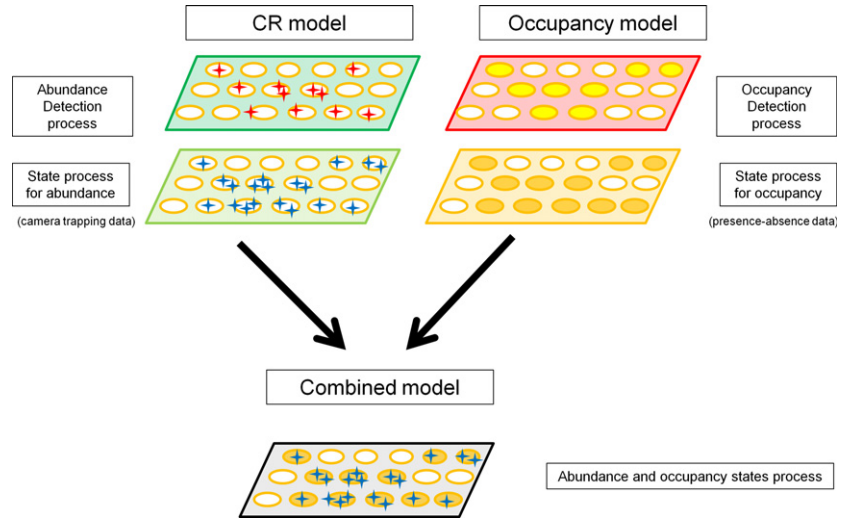 CR model
Occupancy model
Abundance
Detection
process
Occupancy
Detection
process
State process
for abundance
(camera trapping data)
State process
for occupancy
(presence-absence data)
Combined model
Abundance and occupancy states process